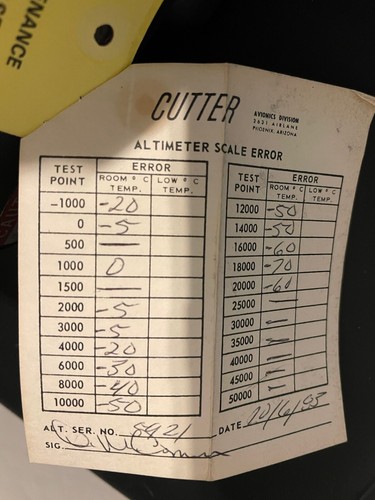 NANCE
CUTTER
AVIONICS DIVISION
2621 AIRLANE
PHOENIX, ARIZONA
ALTIMETER SCALE ERROR
TEST POINT ERROR
ROOM ° C TEMP. LOW ° C TEMP.
-1000 -20
0 -5
500 —
1000 0
1500 —
2000 -5
3000 -5
4000 -20
6000 -30
8000 -40
10000 -50
TEST POINT ERROR
ROOM ° C TEMP. LOW ° C TEMP.
12000 -50
14000 -50
16000 -60
18000 -70
20000 -60
25000 —
30000 —
35000 —
40000 —
45000 —
50000 —
ALT. SER. NO. 8921 DATE 10/6/93
SIG.